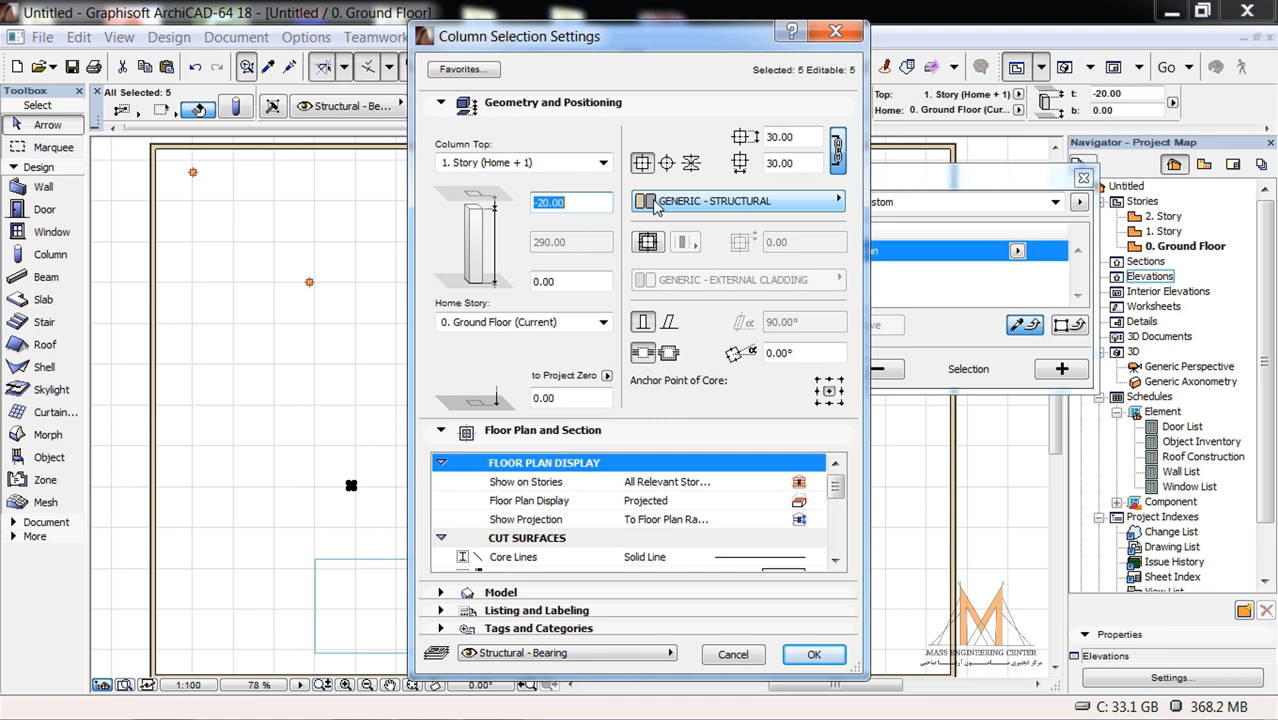 Untitled - Graphisoft ArchiCAD-64 18 - [Untitled / 0. Ground Floor]
File
View
Design
Document
Options
Teamwork
Go
Toolbox
Select
Arrow
Marquee
Design
Wall
Door
Window
Column
Beam
Slab
Stair
Roof
Shell
Skylight
Curtain...
Morph
Object
Zone
Mesh
Document
More
All Selected: 5
Structural - Be...
Column Selection Settings
Favorites...
Selected: 5 Editable: 5
Geometry and Positioning
Column Top:
1. Story (Home + 1)
-20.00
290.00
0.00
Home Story:
0. Ground Floor (Current)
to Project Zero
0.00
30.00
30.00
GENERIC - STRUCTURAL
0.00
GENERIC - EXTERNAL CLADDING
90.00°
0.00°
Anchor Point of Core:
Floor Plan and Section
FLOOR PLAN DISPLAY
Show on Stories All Relevant Stor...
Floor Plan Display Projected
Show Projection To Floor Plan Ra...
CUT SURFACES
Core Lines Solid Line
Model
Listing and Labeling
Tags and Categories
Structural - Bearing
Cancel
OK
Top: 1. Story (Home + 1)
Home: 0. Ground Floor (Cur...
t: -20.00
b: 0.00
Selection
Navigator - Project Map
Untitled
Stories
2. Story
1. Story
0. Ground Floor
Sections
Elevations
Interior Elevations
Worksheets
Details
3D Documents
3D
Generic Perspective
Generic Axonometry
Schedules
Element
Door List
Object Inventory
Roof Construction
Wall List
Window List
Component
Project Indexes
Change List
Drawing List
Issue History
Sheet Index
Properties
Elevations
Settings...
MASS ENGINEERING CENTER
1:100
78 %
0.00°
C: 33.1 GB
368.2 MB